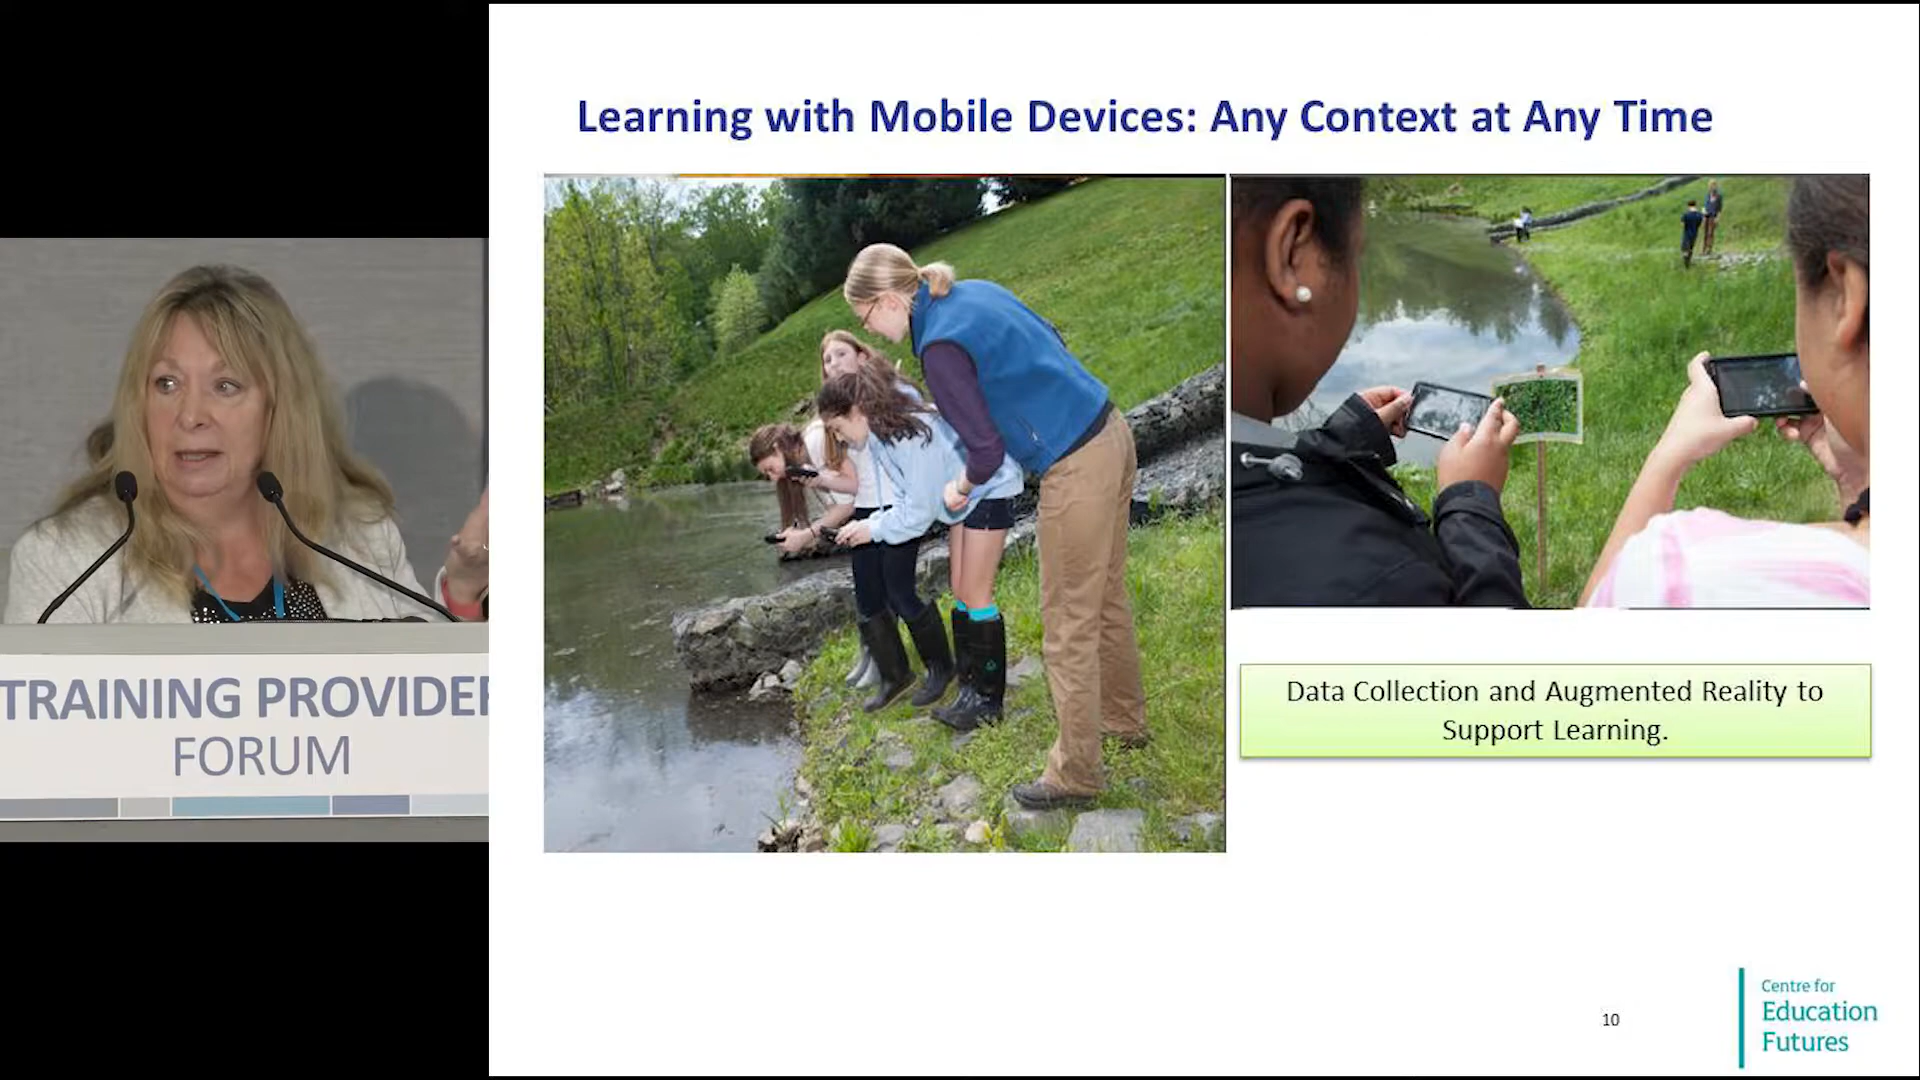 Learning with Mobile Devices: Any Context at Any Time
TRAINING PROVIDER
FORUM
Data Collection and Augmented Reality to
Support Learning.
10
Centre for
Education
Futures